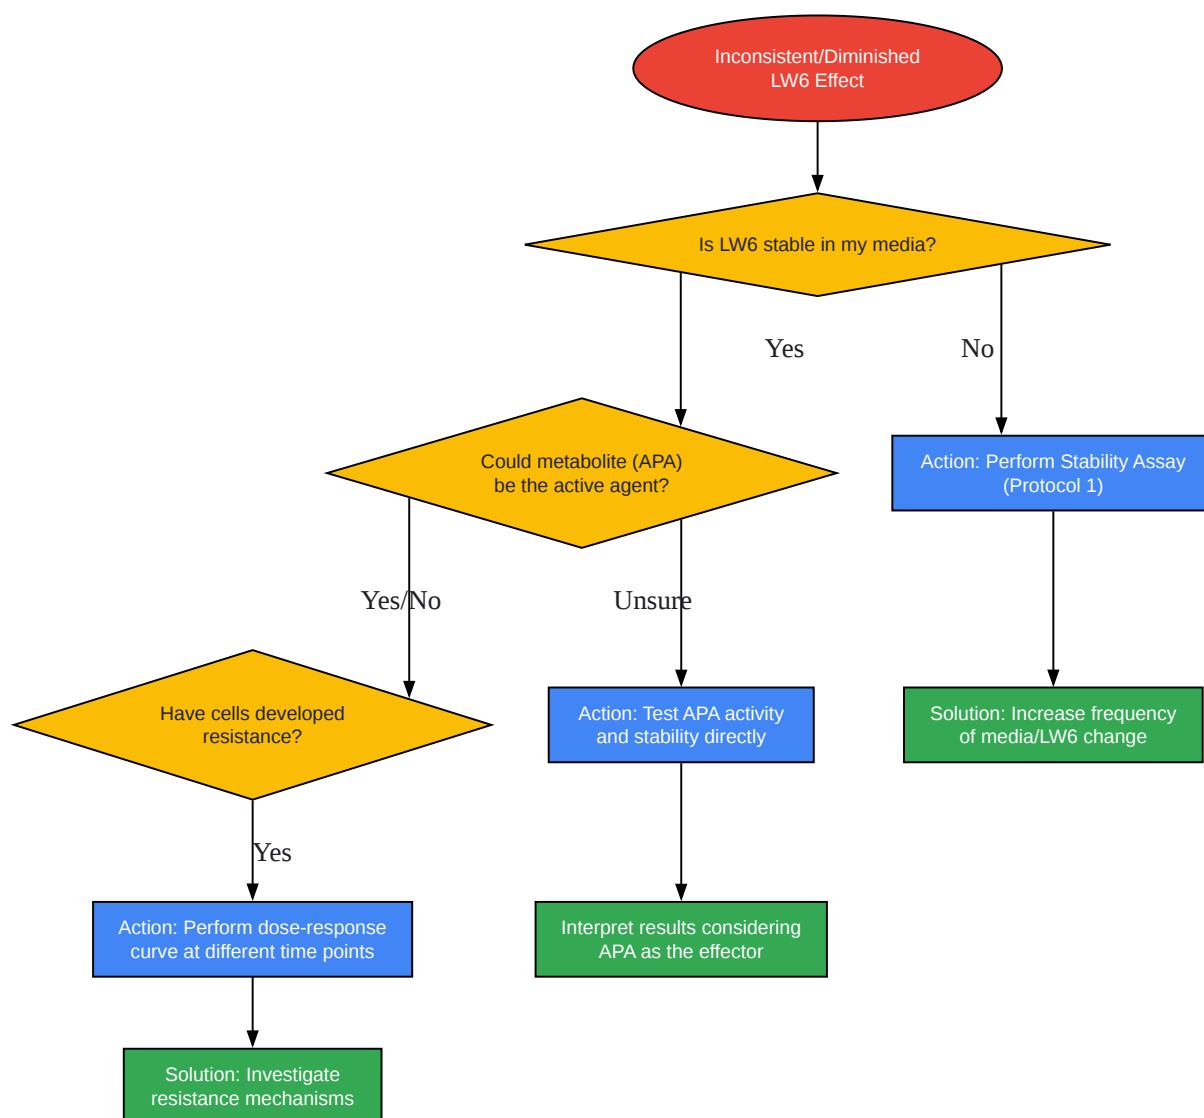 Inconsistent/Diminished
LW6 Effect
Is LW6 stable in my media?
Yes
No
Could metabolite (APA)
be the active agent?
Action: Perform Stability Assay
(Protocol 1)
Yes/No
Unsure
Have cells developed
resistance?
Action: Test APA activity
and stability directly
Solution: Increase frequency
of media/LW6 change
Yes
Action: Perform dose-response
curve at different time points
Interpret results considering
APA as the effector
Solution: Investigate
resistance mechanisms